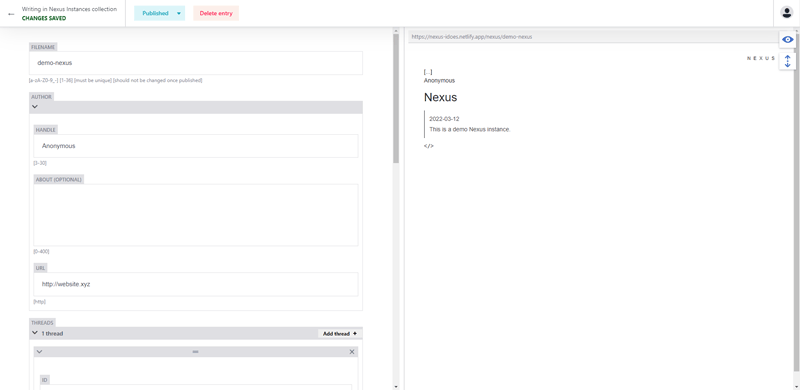 Writing in Nexus Instances collection
CHANGES SAVED
Published
Delete entry
FILENAME
demo-nexus
[a-zA-Z0-9_-] [1-36] [must be unique] [should not be changed once published]
AUTHOR
HANDLE
Anonymous
[2-30]
ABOUT (OPTIONAL)
[0-400]
URL
http://website.xyz
[http]
THREADS
1 thread
Add thread +
ID
https://nexus-slices.netlify.app/nexus/demo-nexus
NEXUS
[...]
Anonymous
Nexus
2022-03-12
This is a demo Nexus instance
</>